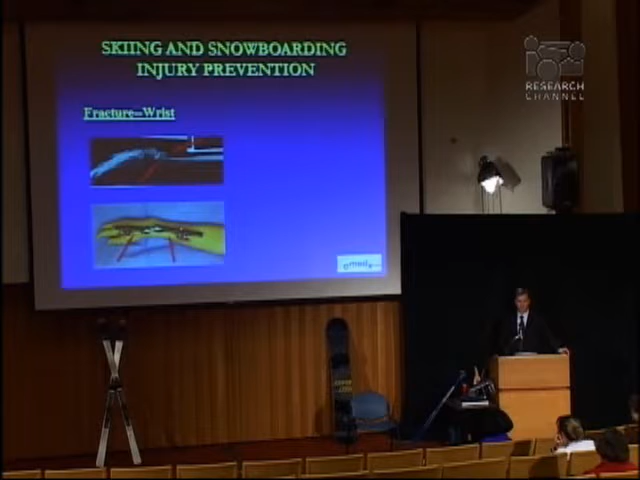 SKIING AND SNOWBOARDING
INJURY PREVENTION
RESEARCH
CHANNEL
Fracture--Wrist